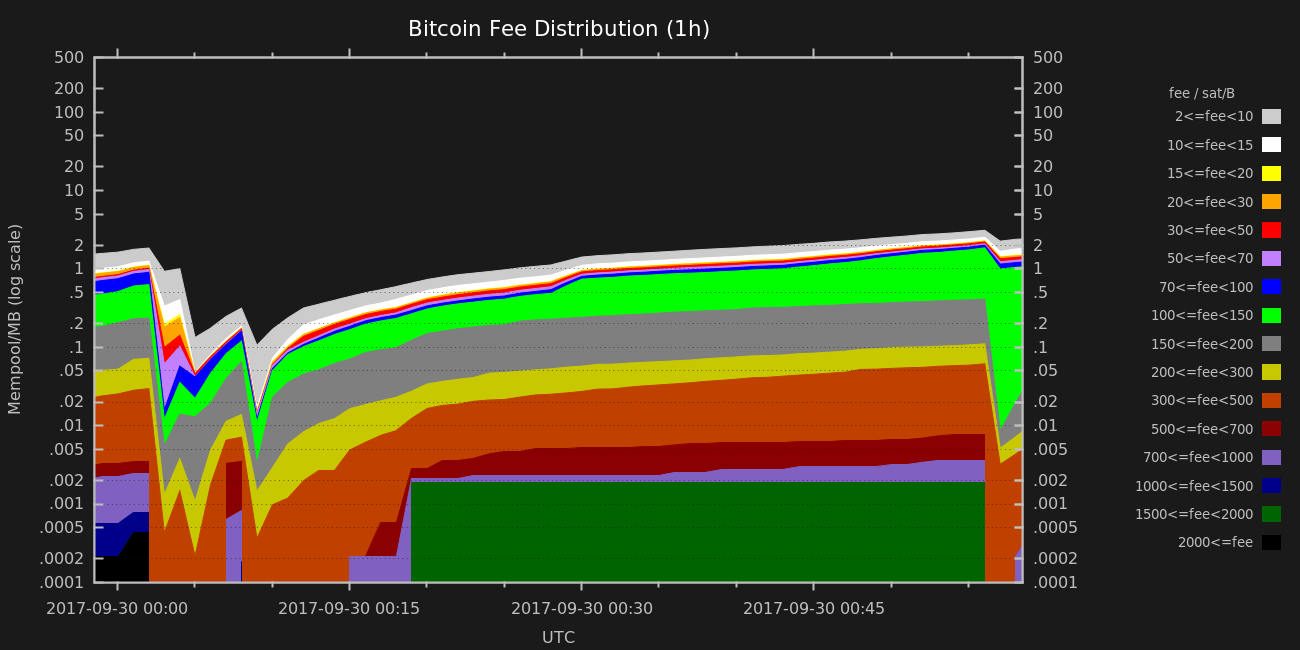 Bitcoin Fee Distribution (1h)
Mempool/MB (log scale)
500
200
100
50
20
10
5
2
1
.5
.2
.1
.05
.02
.01
.005
.002
.001
.0005
.0002
.0001
500
200
100
50
20
10
5
2
1
.5
.2
.1
.05
.02
.01
.005
.002
.001
.0005
.0002
.0001
2017-09-30 00:00
2017-09-30 00:15
2017-09-30 00:30
2017-09-30 00:45
UTC
fee / sat/B
2<=fee<10
10<=fee<15
15<=fee<20
20<=fee<30
30<=fee<50
50<=fee<70
70<=fee<100
100<=fee<150
150<=fee<200
200<=fee<300
300<=fee<500
500<=fee<700
700<=fee<1000
1000<=fee<1500
1500<=fee<2000
2000<=fee